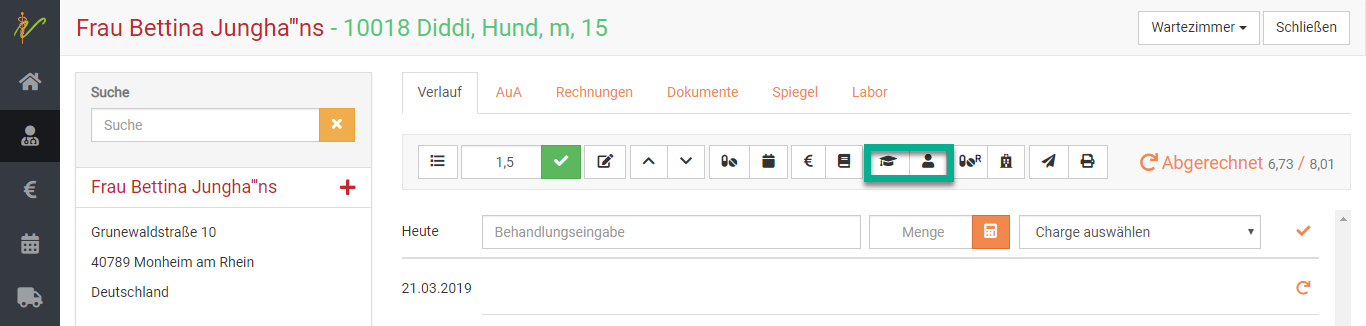 Frau Bettina Jungha'''ns - 10018 Diddi, Hund, m, 15
Wartezimmer
Schließen
Suche
Suche
Frau Bettina Jungha'''ns
Grunewaldstraße 10
40789 Monheim am Rhein
Deutschland
Verlauf AuA Rechnungen Dokumente Spiegel Labor
1,5
R
Abgerechnet 6,73 / 8,01
Heute Behandlungseingabe Menge Charge auswählen
21.03.2019